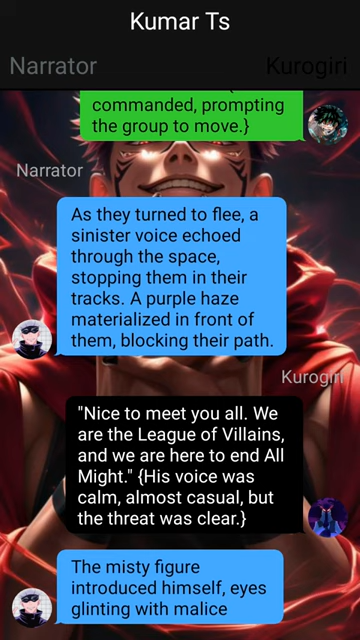 Kumar Ts
Narrator
Kurogiri
commanded, prompting
the group to move.}
Narrator
As they turned to flee, a
sinister voice echoed
through the space,
stopping them in their
tracks. A purple haze
materialized in front of
them, blocking their path.
Kurogiri
"Nice to meet you all. We
are the League of Villains,
and we are here to end All
Might." {His voice was
calm, almost casual, but
the threat was clear.}
The misty figure
introduced himself, eyes
glinting with malice